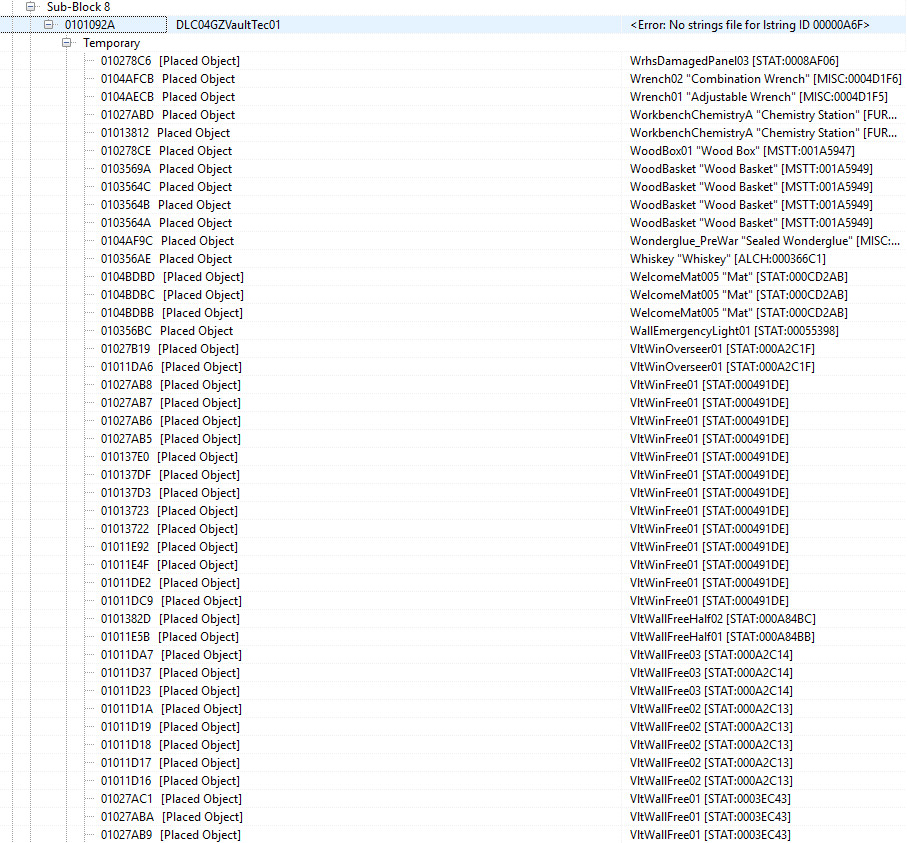 Sub-Block 8
0101092A DLC04GZVaultTec01 <Error: No strings file for lstring ID 00000A6F>
Temporary
010278C6 [Placed Object] WrhsDamagedPanel03 [STAT:0008AF06]
0104AFCB Placed Object Wrench02 "Combination Wrench" [MISC:0004D1F6]
0104AECB Placed Object Wrench01 "Adjustable Wrench" [MISC:0004D1F5]
01027ABD Placed Object WorkbenchChemistryA "Chemistry Station" [FUR...
01013812 Placed Object WorkbenchChemistryA "Chemistry Station" [FUR...
010278CE Placed Object WoodBox01 "Wood Box" [MSTT:001A5947]
0103569A Placed Object WoodBasket "Wood Basket" [MSTT:001A5949]
0103564C Placed Object WoodBasket "Wood Basket" [MSTT:001A5949]
0103564B Placed Object WoodBasket "Wood Basket" [MSTT:001A5949]
0103564A Placed Object WoodBasket "Wood Basket" [MSTT:001A5949]
0104AF9C Placed Object Wonderglue_PreWar "Sealed Wonderglue" [MISC:...
010356AE Placed Object Whiskey "Whiskey" [ALCH:000366C1]
0104BDBD [Placed Object] WelcomeMat005 "Mat" [STAT:000CD2AB]
0104BDBC [Placed Object] WelcomeMat005 "Mat" [STAT:000CD2AB]
0104BDBB [Placed Object] WelcomeMat005 "Mat" [STAT:000CD2AB]
010356BC Placed Object WallEmergencyLight01 [STAT:00055398]
01027B19 [Placed Object] VltWinOverseer01 [STAT:000A2C1F]
01011DA6 [Placed Object] VltWinOverseer01 [STAT:000A2C1F]
01027AB8 [Placed Object] VltWinFree01 [STAT:000491DE]
01027AB7 [Placed Object] VltWinFree01 [STAT:000491DE]
01027AB6 [Placed Object] VltWinFree01 [STAT:000491DE]
01027AB5 [Placed Object] VltWinFree01 [STAT:000491DE]
010137E0 [Placed Object] VltWinFree01 [STAT:000491DE]
010137DF [Placed Object] VltWinFree01 [STAT:000491DE]
010137D3 [Placed Object] VltWinFree01 [STAT:000491DE]
01013723 [Placed Object] VltWinFree01 [STAT:000491DE]
01013722 [Placed Object] VltWinFree01 [STAT:000491DE]
01011E92 [Placed Object] VltWinFree01 [STAT:000491DE]
01011E4F [Placed Object] VltWinFree01 [STAT:000491DE]
01011DE2 [Placed Object] VltWinFree01 [STAT:000491DE]
01011DC9 [Placed Object] VltWinFree01 [STAT:000491DE]
0101382D [Placed Object] VltWallFreeHalf02 [STAT:000A84BC]
01011E5B [Placed Object] VltWallFreeHalf01 [STAT:000A84BB]
01011DA7 [Placed Object] VltWallFree03 [STAT:000A2C14]
01011D37 [Placed Object] VltWallFree03 [STAT:000A2C14]
01011D23 [Placed Object] VltWallFree03 [STAT:000A2C14]
01011D1A [Placed Object] VltWallFree02 [STAT:000A2C13]
01011D19 [Placed Object] VltWallFree02 [STAT:000A2C13]
01011D18 [Placed Object] VltWallFree02 [STAT:000A2C13]
01011D17 [Placed Object] VltWallFree02 [STAT:000A2C13]
01011D16 [Placed Object] VltWallFree02 [STAT:000A2C13]
01027AC1 [Placed Object] VltWallFree01 [STAT:0003EC43]
01027ABA [Placed Object] VltWallFree01 [STAT:0003EC43]
01027AB9 [Placed Object] VltWallFree01 [STAT:0003EC43]